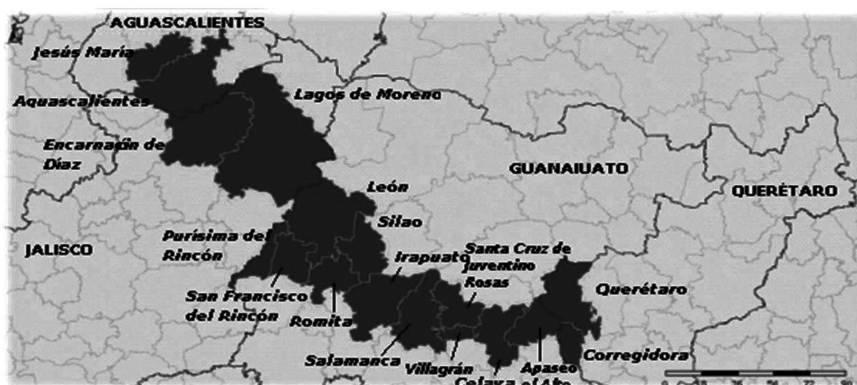 AGUASCALIENTES
Jesús María
Aguascalientes
Lagos de Moreno
Encarnación de
Díaz
GUANAJUATO
León
QUERÉTARO
Silao
JALISCO
Purísima del
Rincón
Irapuato
Santa Cruz de
Juventino
Rosas
San Francisco
del Rincón
Querétaro
Romita
Salamanca
Villagrán
Celaya
Apaseo
el Alto
Corregidora